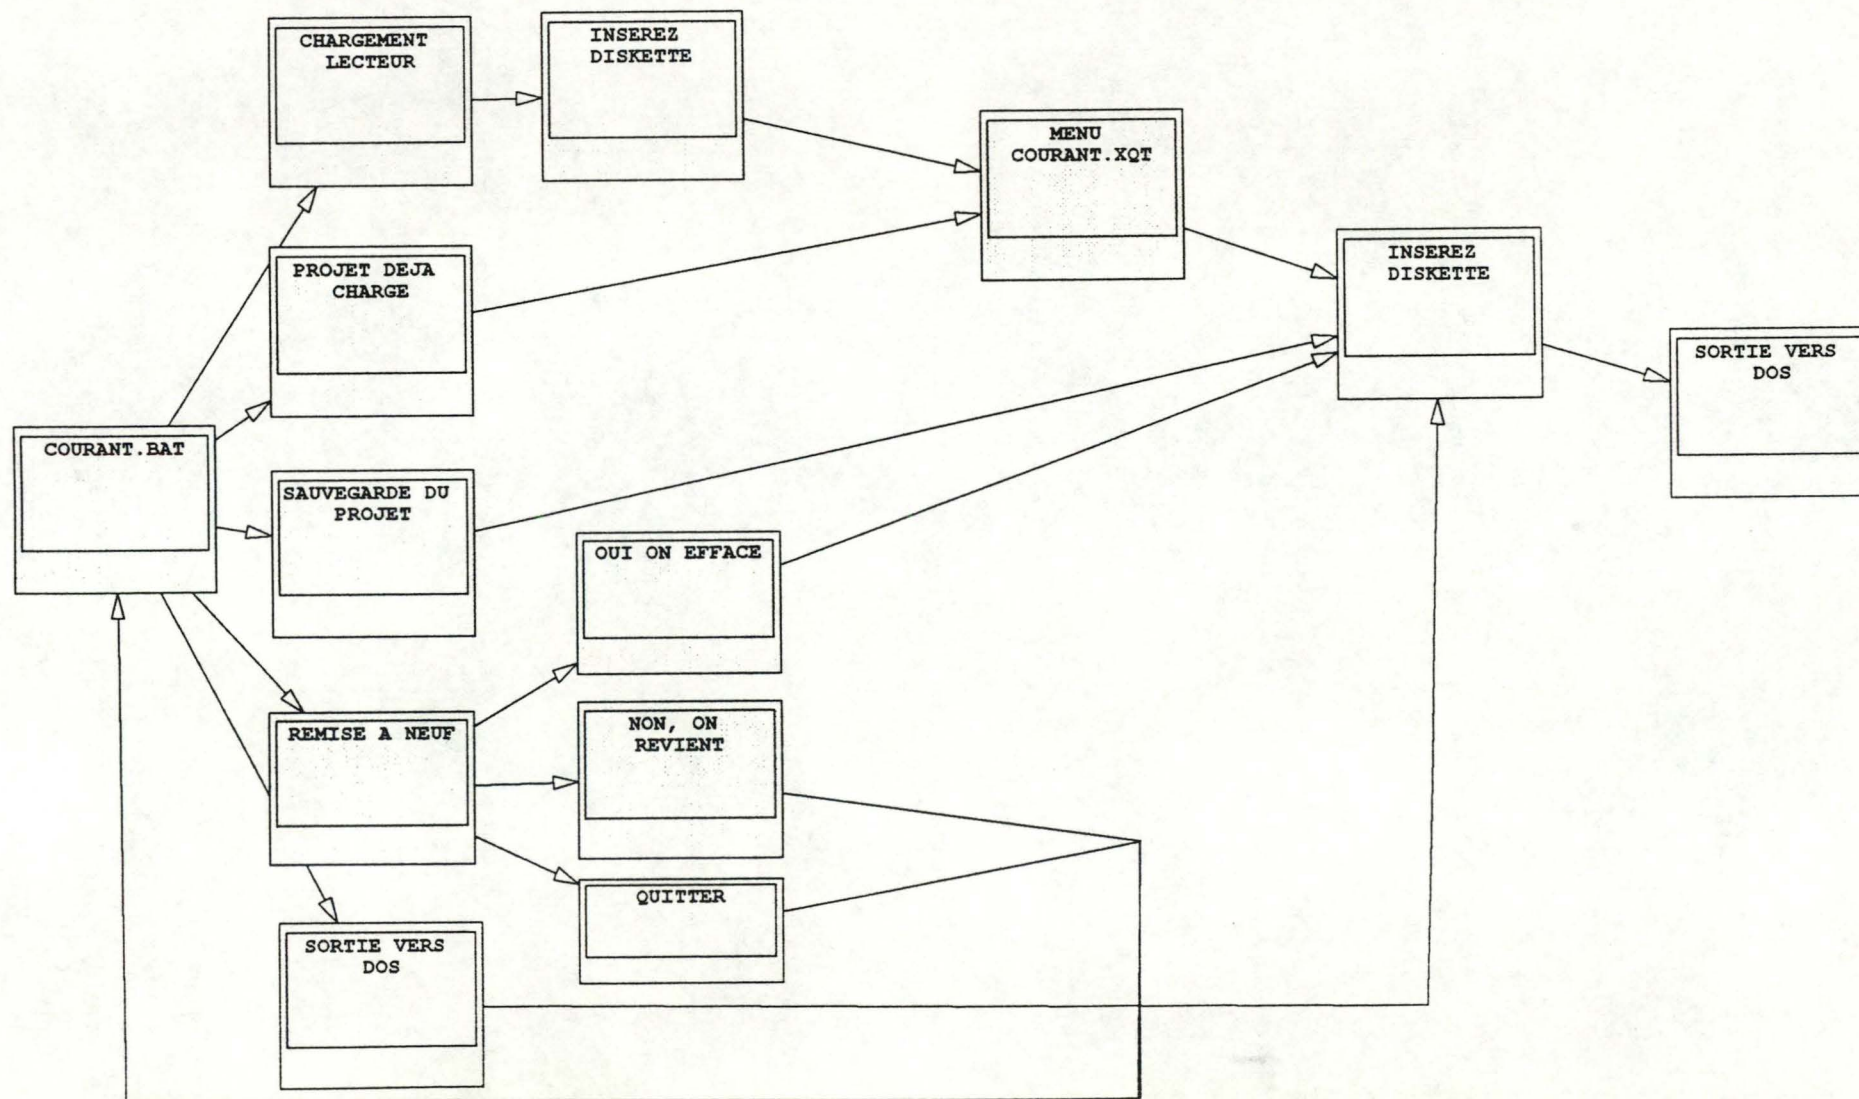 CHARGEMENT
LECTEUR
INSEREZ
DISKETTE
MENU
COURANT.XQT
PROJET DEJA
CHARGE
INSEREZ
DISKETTE
SORTIE VERS
DOS
COURANT.BAT
SAUVEGARDE DU
PROJET
OUI ON EFFACE
REMISE A NEUF
NON, ON
REVIENT
QUITTER
SORTIE VERS
DOS